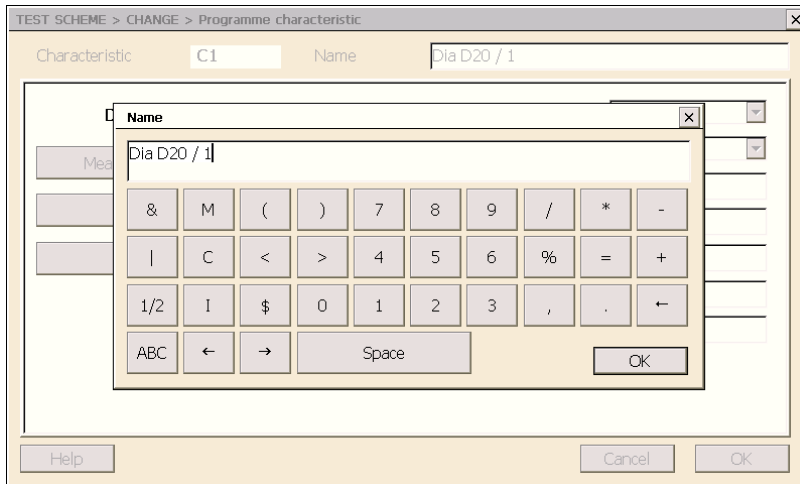 TEST SCHEME > CHANGE > Programme characteristic
Characteristic C1 Name Dia D20 / 1
Name
Dia D20 / 1
& M ( ) 7 8 9 / * -
| C < > 4 5 6 % = +
1/2 I $ 0 1 2 3 , . ←
ABC ← → Space OK
Help Cancel OK